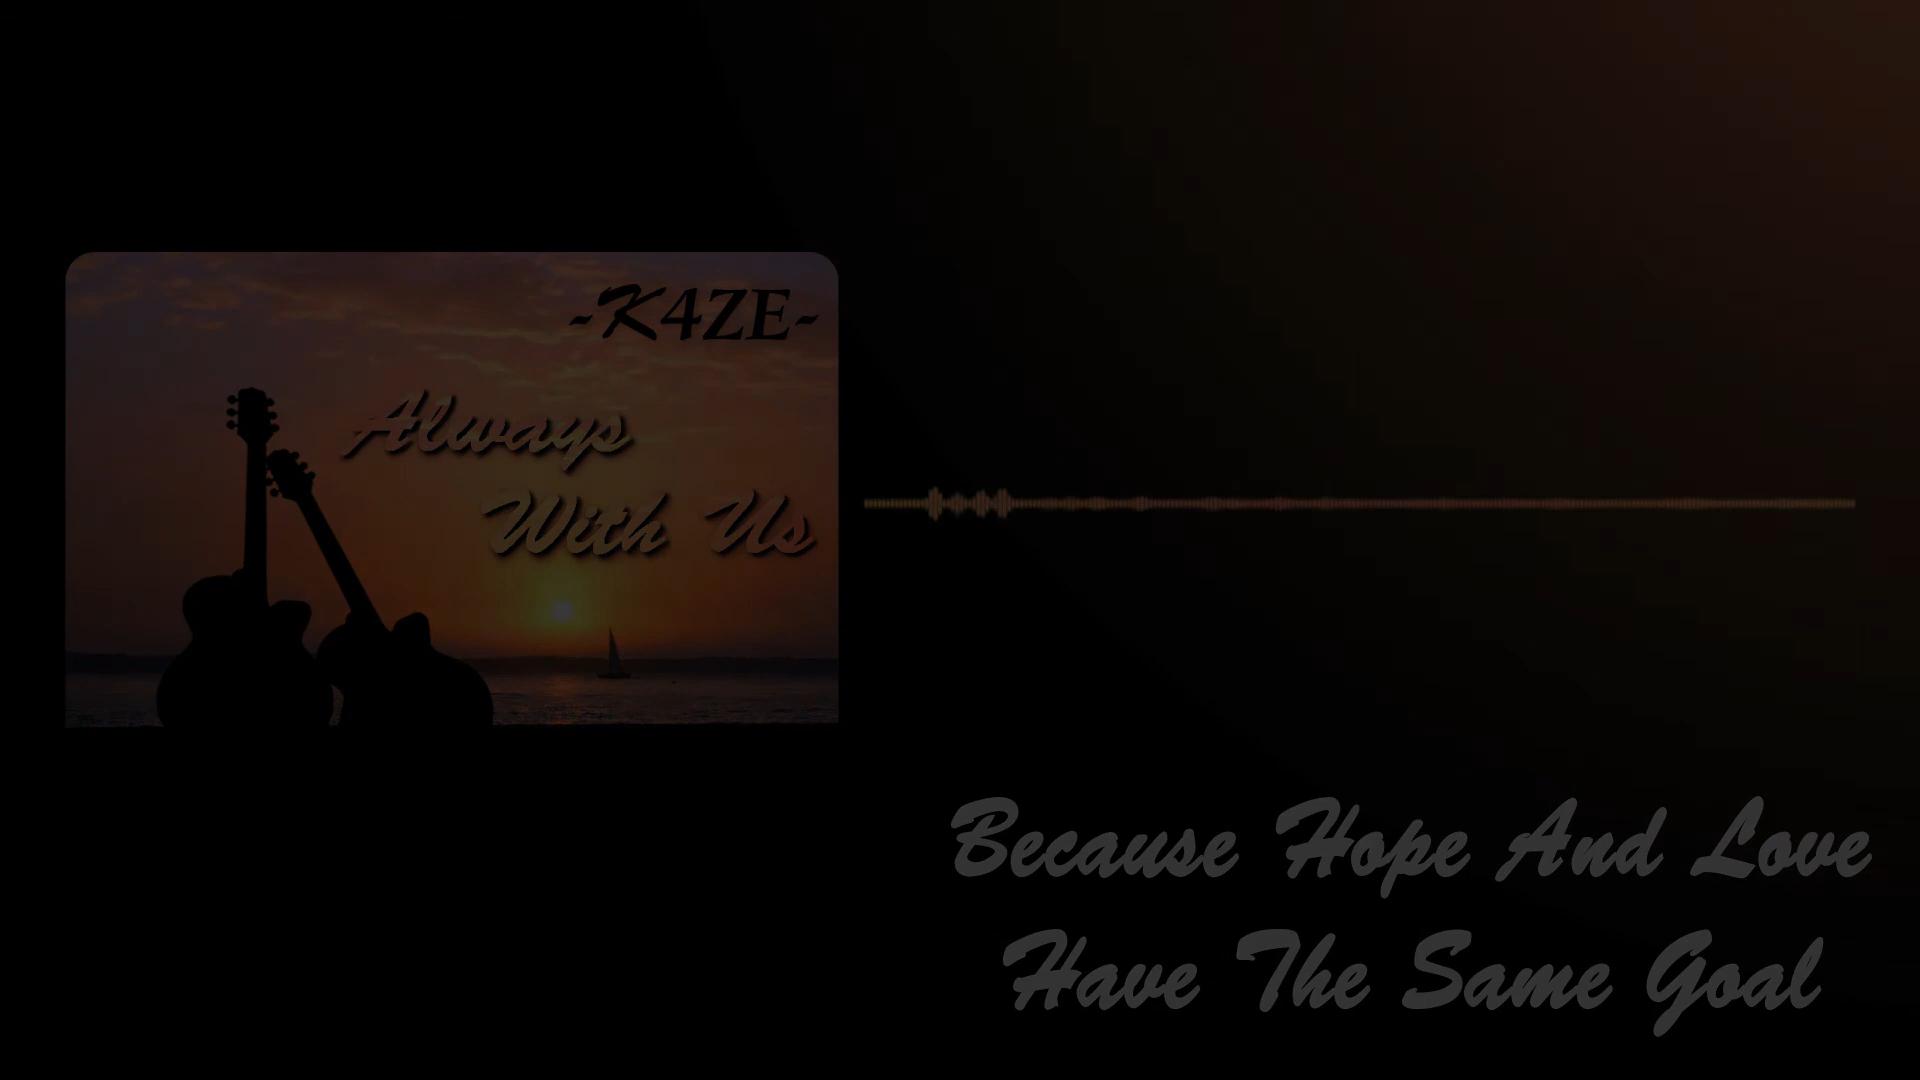 -K4ZE-
Always
With Us
Because Hope And Love
Have The Same Goal